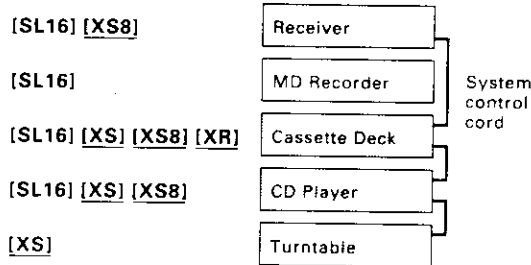 [SL16] [XS8] Receiver
[SL16] MD Recorder
System
control
cord
[SL16] [XS] [XS8] [XR] Cassette Deck
[SL16] [XS] [XS8] CD Player
[XS] Turntable